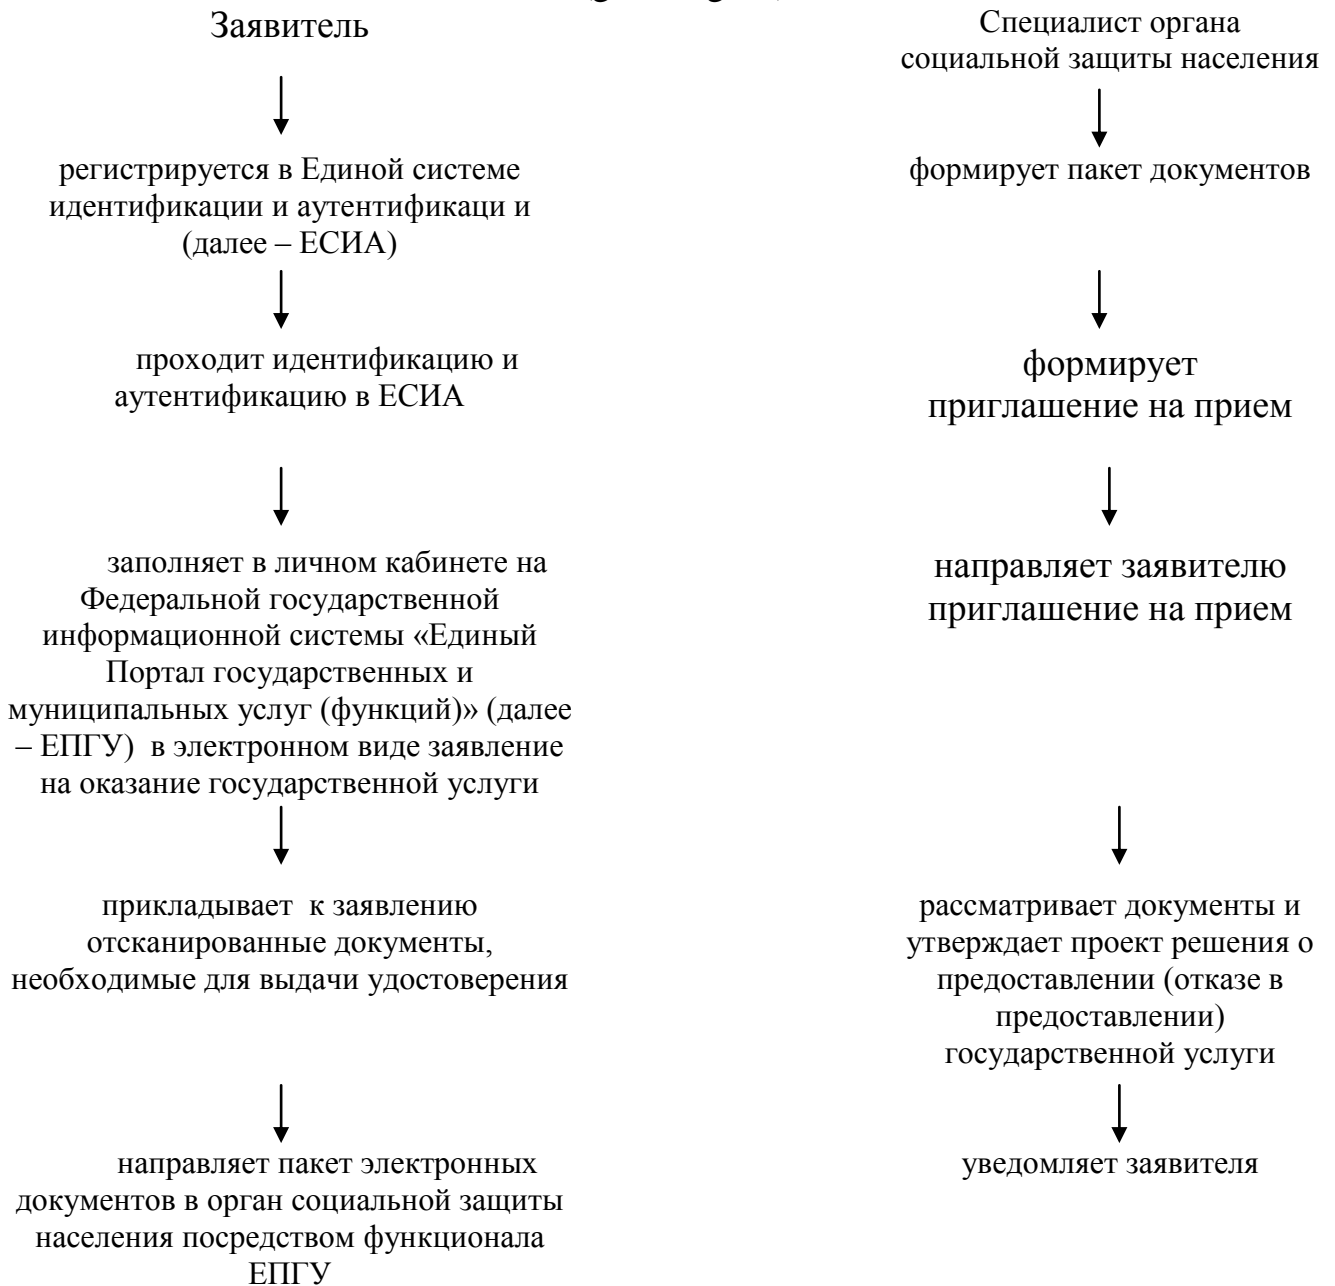 Заявитель
регистрируется в Единой системе
идентификации и аутентификаци и
(далее – ЕСИА)
проходит идентификацию и
аутентификацию в ЕСИА
заполняет в личном кабинете на
Федеральной государственной
информационной системы «Единый
Портал государственных и
муниципальных услуг (функций)» (далее
– ЕПГУ) в электронном виде заявление
на оказание государственной услуги
прикладывает к заявлению
отсканированные документы,
необходимые для выдачи удостоверения
направляет пакет электронных
документов в орган социальной защиты
населения посредством функционала
ЕПГУ
Специалист органа
социальной защиты населения
формирует пакет документов
формирует
приглашение на прием
направляет заявителю
приглашение на прием
рассматривает документы и
утверждает проект решения о
предоставлении (отказе в
предоставлении)
государственной услуги
уведомляет заявителя